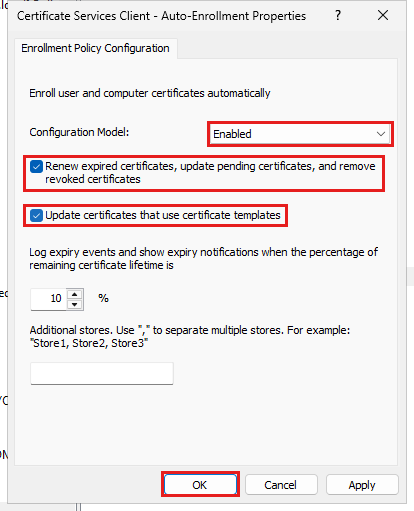 Certificate Services Client - Auto-Enrollment Properties
Enrollment Policy Configuration
Enroll user and computer certificates automatically
Configuration Model:
Enabled
Renew expired certificates, update pending certificates, and remove
revoked certificates
Update certificates that use certificate templates
Log expiry events and show expiry notifications when the percentage of
remaining certificate lifetime is
10 %
Additional stores. Use "," to separate multiple stores. For example:
"Store1, Store2, Store3"
OK Cancel Apply